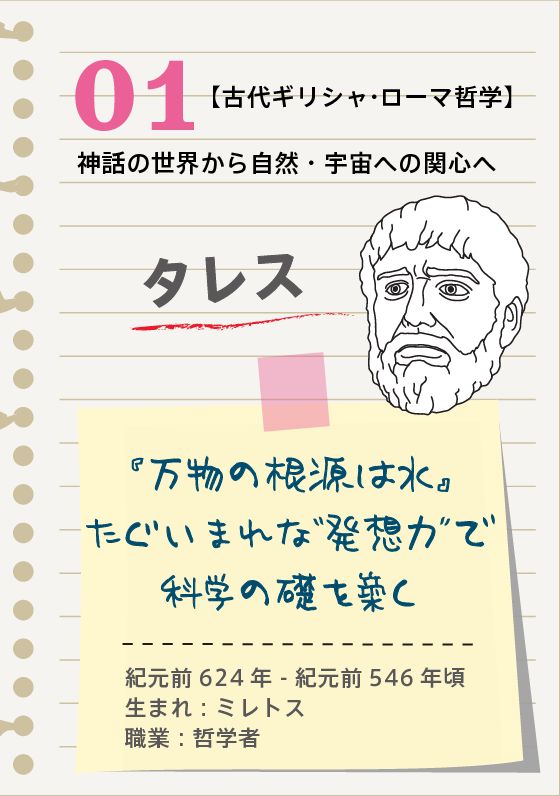 01【古代ギリシャ・ローマ哲学】
神話の世界から自然・宇宙への関心へ
タレス
『万物の根源は水』
たぐいまれな“発想力”で
科学の礎を築く
紀元前 624 年 - 紀元前 546 年頃
生まれ：ミレトス
職業：哲学者